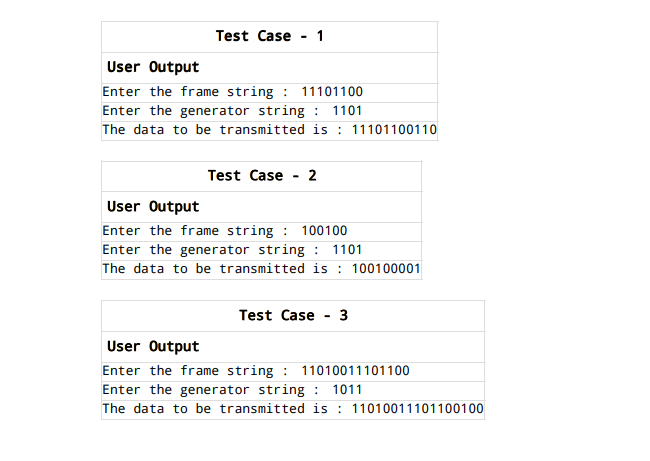 Test Case - 1
User Output
Enter the frame string : 11101100
Enter the generator string : 1101
The data to be transmitted is : 11101100110
Test Case - 2
User Output
Enter the frame string : 100100
Enter the generator string : 1101
The data to be transmitted is : 100100001
Test Case - 3
User Output
Enter the frame string : 11010011101100
Enter the generator string : 1011
The data to be transmitted is : 11010011101100100